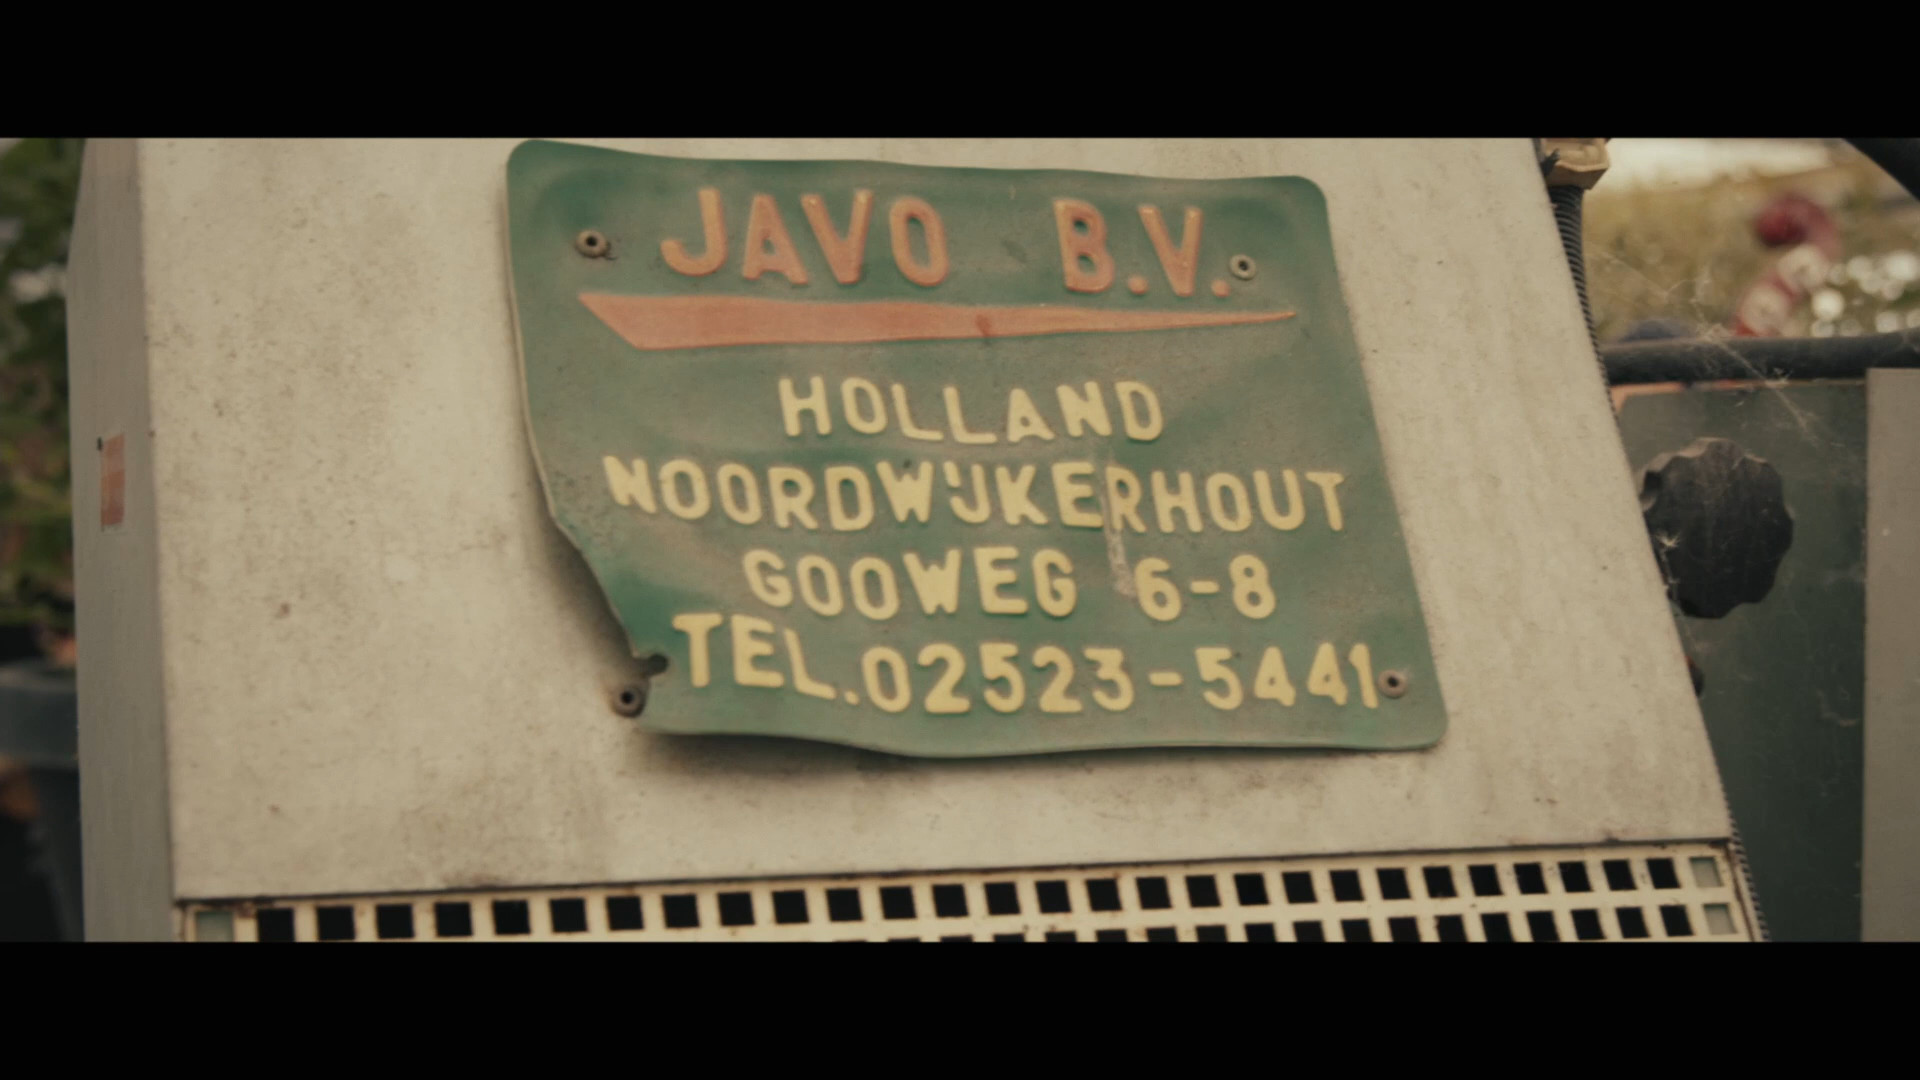 JAVO B.V.
HOLLAND
NOORDWIJKERHOUT
GOOWEG 6-8
TEL.02523-5441